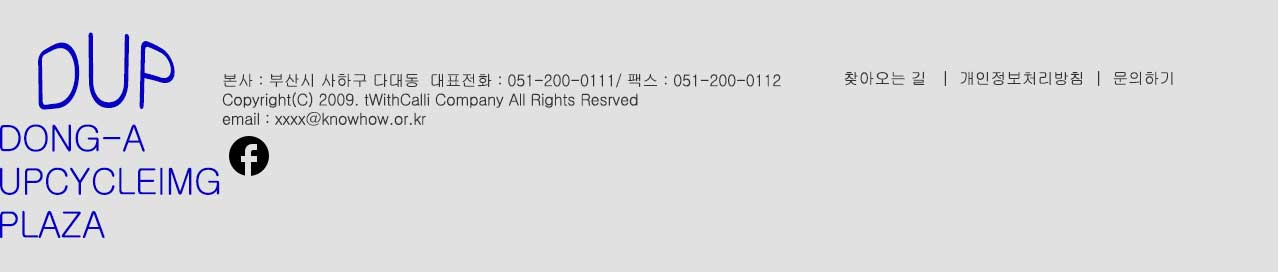 DUP
DONG-A
UPCYCLEIMG
PLAZA
본사 : 부산시 사하구 다대동 대표전화 : 051-200-0111/ 팩스 : 051-200-0112
Copyright(C) 2009. tWithCalli Company All Rights Resrved
email : xxxx@knowhow.or.kr
찾아오는 길 | 개인정보처리방침 | 문의하기